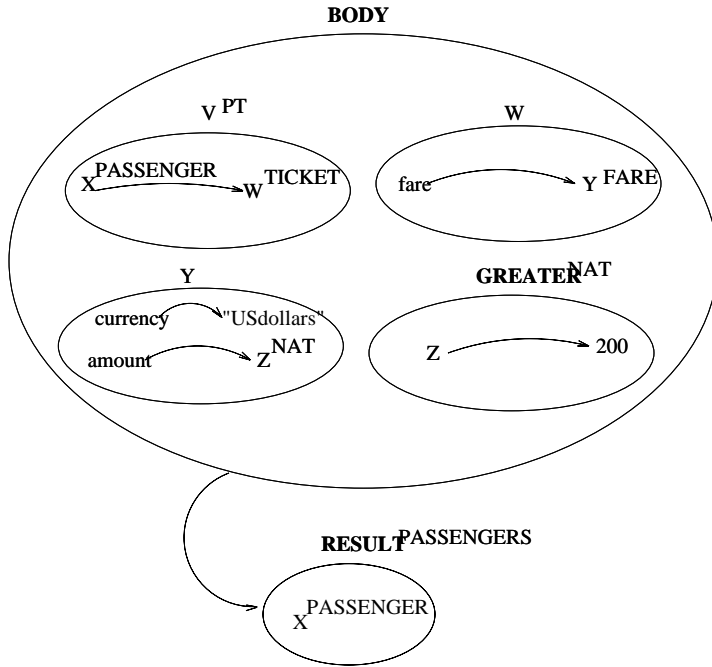 BODY
V PT
W
X PASSENGER W TICKET
fare Y FARE
Y
GREATER NAT
currency "USdollars"
amount Z NAT
Z 200
RESULT PASSENGERS
X PASSENGER